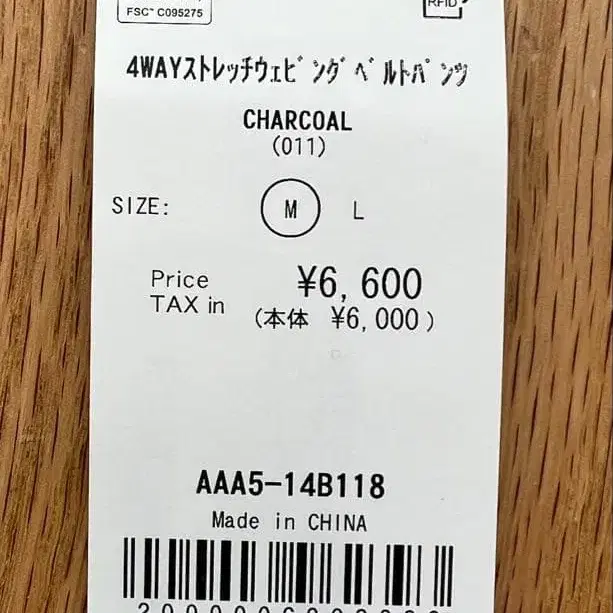 FSC™ C095275
RFID
4WAYストレッチウェビングベルトパンツ
CHARCOAL
(011)
SIZE: M L
Price ¥6,600
TAX in (本体 ¥6,000)
AAA5-14B118
Made in CHINA